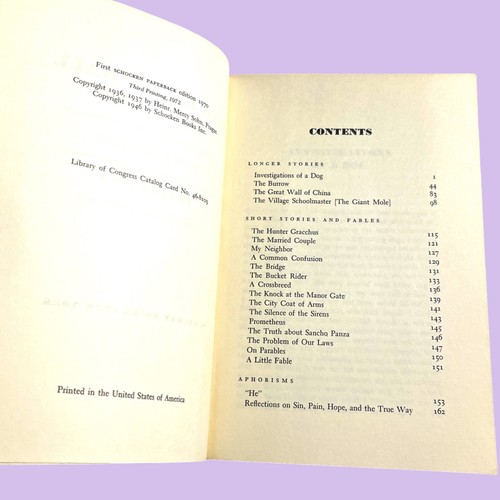 First SCHOCKEN PAPERBACK edition 1970
Third Printing, 1972
Copyright 1936, 1937 by Heinr. Mercy Sohn, Prague
Copyright 1946 by Schocken Books Inc.
Library of Congress Catalog Card No.
Printed in the United States of America
CONTENTS
LONGER STORIES
Investigations of a Dog 1
The Burrow 44
The Great Wall of China 83
The Village Schoolmaster [The Giant Mole] 98
SHORT STORIES AND FABLES
The Hunter Gracchus 115
The Married Couple 121
My Neighbor 127
A Common Confusion 129
The Bridge 131
The Bucket Rider 133
A Crossbreed 136
The Knock at the Manor Gate 139
The City Coat of Arms 141
The Silence of the Sirens 143
Prometheus 145
The Truth about Sancho Panza 146
The Problem of Our Laws 147
On Parables 150
A Little Fable 151
APHORISMS
"He" 153
Reflections on Sin, Pain, Hope, and the True Way 162